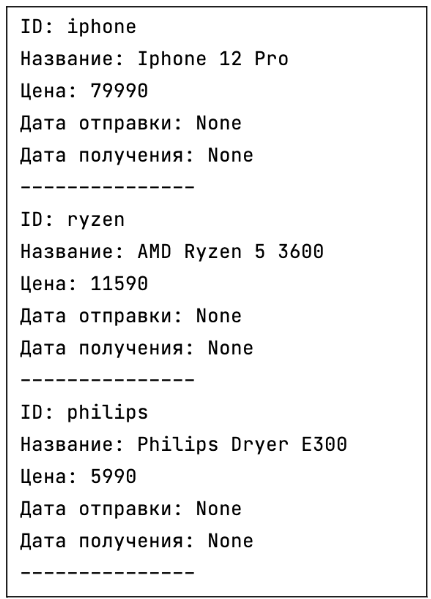 ID: iphone
Название: Iphone 12 Pro
Цена: 79990
Дата отправки: None
Дата получения: None
---------------
ID: ryzen
Название: AMD Ryzen 5 3600
Цена: 11590
Дата отправки: None
Дата получения: None
---------------
ID: philips
Название: Philips Dryer E300
Цена: 5990
Дата отправки: None
Дата получения: None
---------------